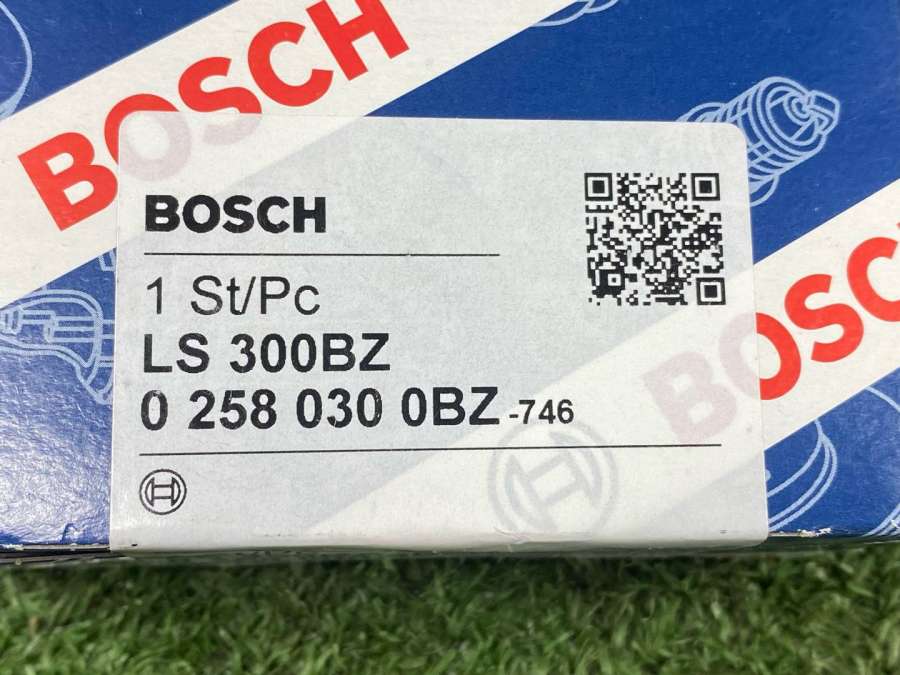 BOSCH
BOSCH
1 St/Pc
LS 300BZ
0 258 030 0BZ -746
BOSCH